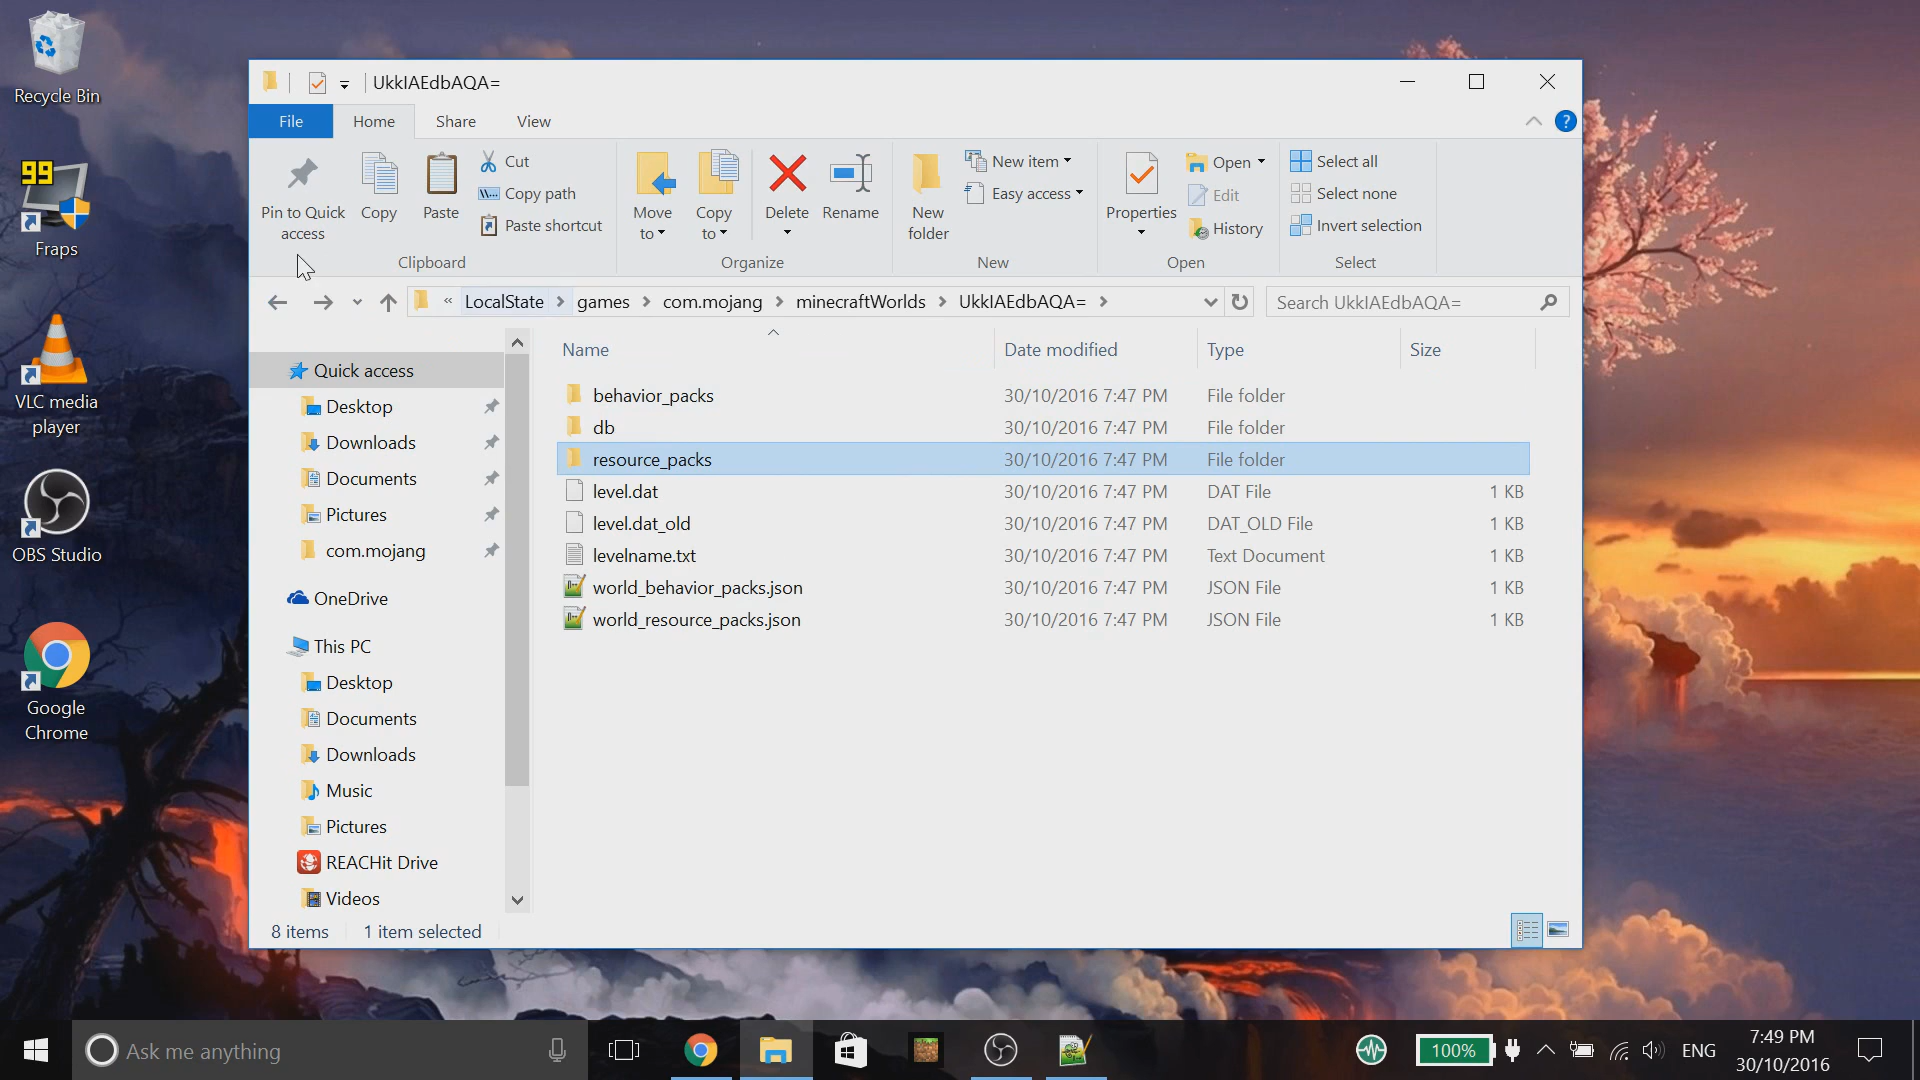 Recycle Bin
99
Fraps
VLC media
player
OBS Studio
Google
Chrome
UkkIAEdbAQA=
File
Home
Share
View
?
Pin to Quick
access
Copy
Paste
Cut
Copy path
Paste shortcut
Clipboard
Move
to
Copy
to
Delete
Rename
Organize
New
folder
New item
Easy access
New
Properties
Open
Edit
History
Open
Select all
Select none
Invert selection
Select
« LocalState > games > com.mojang > minecraftWorlds > UkkIAEdbAQA= >
Search UkkIAEdbAQA=
Quick access
Desktop
Downloads
Documents
Pictures
com.mojang
OneDrive
This PC
Desktop
Documents
Downloads
Music
Pictures
REACHit Drive
Videos
Name Date modified Type Size
behavior_packs 30/10/2016 7:47 PM File folder
db 30/10/2016 7:47 PM File folder
resource_packs 30/10/2016 7:47 PM File folder
level.dat 30/10/2016 7:47 PM DAT File 1 KB
level.dat_old 30/10/2016 7:47 PM DAT_OLD File 1 KB
levelname.txt 30/10/2016 7:47 PM Text Document 1 KB
world_behavior_packs.json 30/10/2016 7:47 PM JSON File 1 KB
world_resource_packs.json 30/10/2016 7:47 PM JSON File 1 KB
8 items 1 item selected
Ask me anything
100%
ENG
7:49 PM
30/10/2016